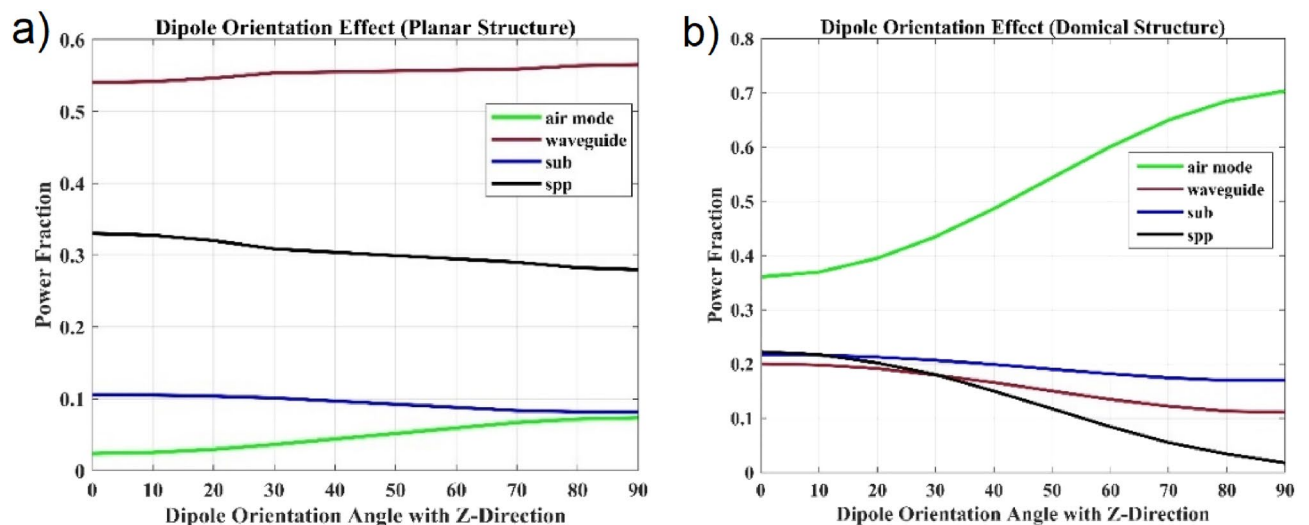 a)
Dipole Orientation Effect (Planar Structure)
0.6
0.5
0.4
0.3
0.2
0.1
0
Power Fraction
air mode
waveguide
sub
spp
0 10 20 30 40 50 60 70 80 90
Dipole Orientation Angle with Z-Direction
b)
Dipole Orientation Effect (Domical Structure)
0.8
0.7
0.6
0.5
0.4
0.3
0.2
0.1
0
Power Fraction
air mode
waveguide
sub
spp
0 10 20 30 40 50 60 70 80 90
Dipole Orientation Angle with Z-Direction